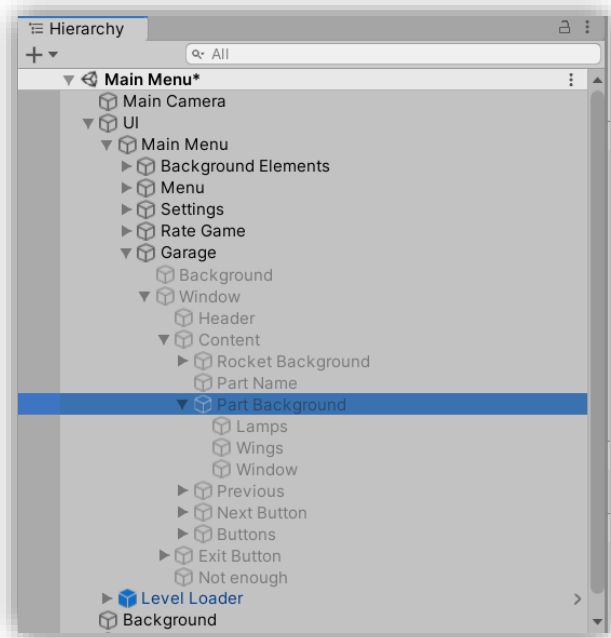 Hierarchy
All
Main Menu*
Main Camera
UI
Main Menu
Background Elements
Menu
Settings
Rate Game
Garage
Background
Window
Header
Content
Rocket Background
Part Name
Part Background
Lamps
Wings
Window
Previous
Next Button
Buttons
Exit Button
Not enough
Level Loader
Background